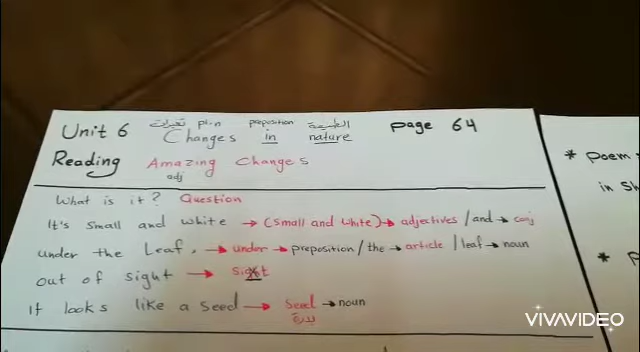 تغيرات pl.n preposition الطبيعة
Unit 6 Changes in nature page 64
Reading Amazing Changes
adj
What is it? Question
It's small and white → (small and white) → adjectives / and → conj
under the Leaf, → under → preposition / the → article / leaf → noun
out of sight → sight
It looks like a seed → seed → noun
بذرة
* poem
in sh
*
VIVAVIDEO